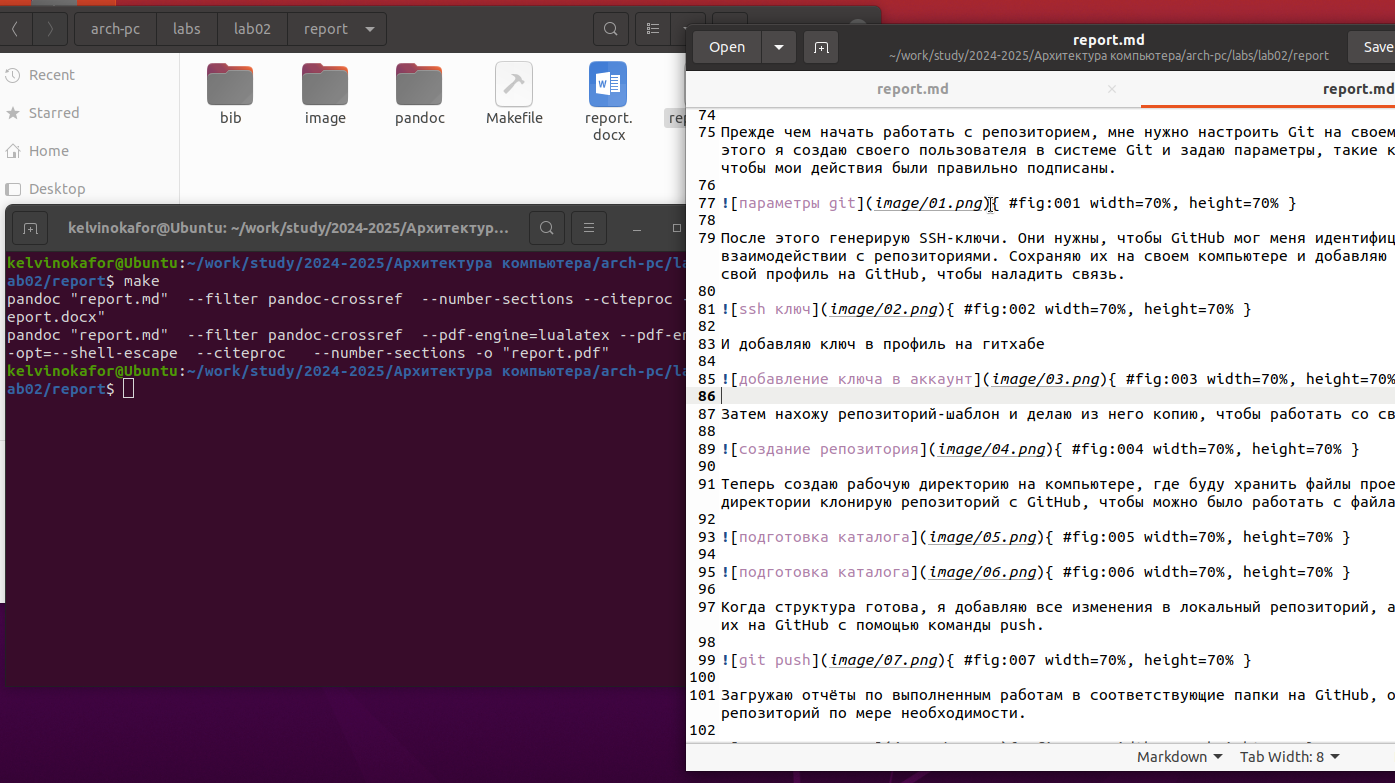 arch-pc labs lab02 report
Recent
Starred
Home
Desktop
bib
image
pandoc
Makefile
report.
docx
kelvinokafor@Ubuntu: ~/work/study/2024-2025/Архитектур...
kelvinokafor@Ubuntu:~/work/study/2024-2025/Архитектура компьютера/arch-pc/la
ab02/report$ make
pandoc "report.md"  --filter pandoc-crossref  --number-sections --citeproc -
eport.docx"
pandoc "report.md"  --filter pandoc-crossref  --pdf-engine=lualatex --pdf-en
-opt=--shell-escape  --citeproc   --number-sections -o "report.pdf"
kelvinokafor@Ubuntu:~/work/study/2024-2025/Архитектура компьютера/arch-pc/la
ab02/report$
Open
report.md
~/work/study/2024-2025/Архитектура компьютера/arch-pc/labs/lab02/report
Save
report.md
report.md
74
75 Прежде чем начать работать с репозиторием, мне нужно настроить Git на своем
этого я создаю своего пользователя в системе Git и задаю параметры, такие к
чтобы мои действия были правильно подписаны.
76
77 ![параметры git](image/01.png){ #fig:001 width=70%, height=70% }
78
79 После этого генерирую SSH-ключи. Они нужны, чтобы GitHub мог меня идентифиц
взаимодействии с репозиториями. Сохраняю их на своем компьютере и добавляю
свой профиль на GitHub, чтобы наладить связь.
80
81 ![ssh ключ](image/02.png){ #fig:002 width=70%, height=70% }
82
83 И добавляю ключ в профиль на гитхабе
84
85 ![добавление ключа в аккаунт](image/03.png){ #fig:003 width=70%, height=70%
86
87 Затем нахожу репозиторий-шаблон и делаю из него копию, чтобы работать со св
88
89 ![создание репозитория](image/04.png){ #fig:004 width=70%, height=70% }
90
91 Теперь создаю рабочую директорию на компьютере, где буду хранить файлы прое
директории клонирую репозиторий с GitHub, чтобы можно было работать с файла
92
93 ![подготовка каталога](image/05.png){ #fig:005 width=70%, height=70% }
94
95 ![подготовка каталога](image/06.png){ #fig:006 width=70%, height=70% }
96
97 Когда структура готова, я добавляю все изменения в локальный репозиторий, а
их на GitHub с помощью команды push.
98
99 ![git push](image/07.png){ #fig:007 width=70%, height=70% }
100
101 Загружаю отчёты по выполненным работам в соответствующие папки на GitHub, о
репозиторий по мере необходимости.
102
Markdown Tab Width: 8